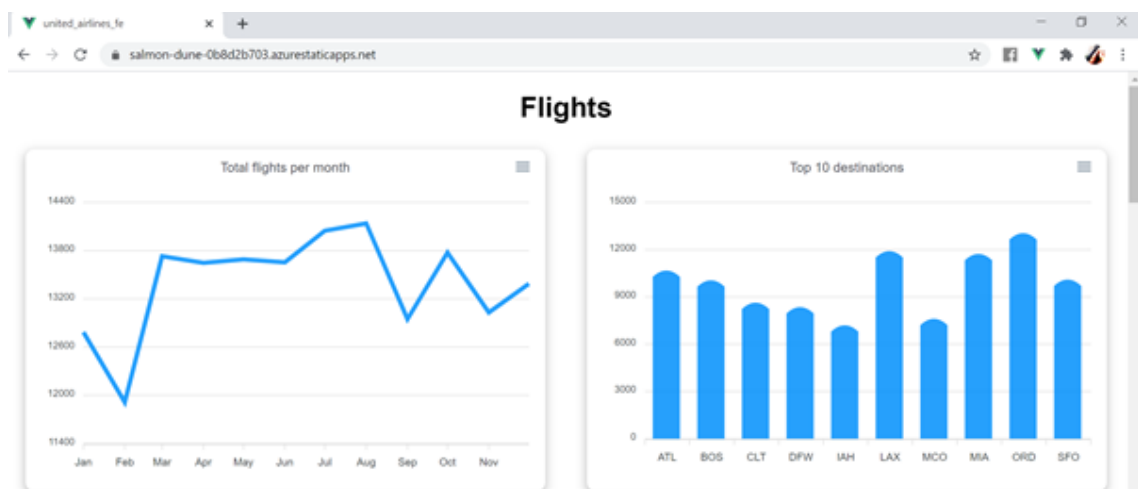 united_airlines_fe
salmon-dune-0b8d2b703.azurestaticapps.net
Flights
Total flights per month
14400
13800
13200
12600
12000
11400
Jan Feb Mar Apr May Jun Jul Aug Sep Oct Nov
Top 10 destinations
15000
12000
9000
6000
3000
0
ATL BOS CLT DFW IAH LAX MCO MIA ORD SFO